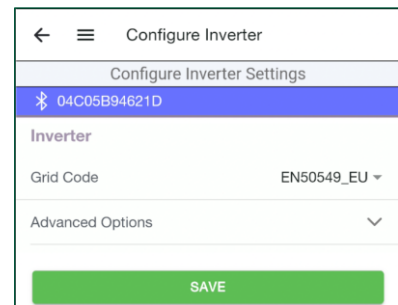 Configure Inverter
Configure Inverter Settings
04C05B94621D
Inverter
Grid Code EN50549_EU
Advanced Options
SAVE